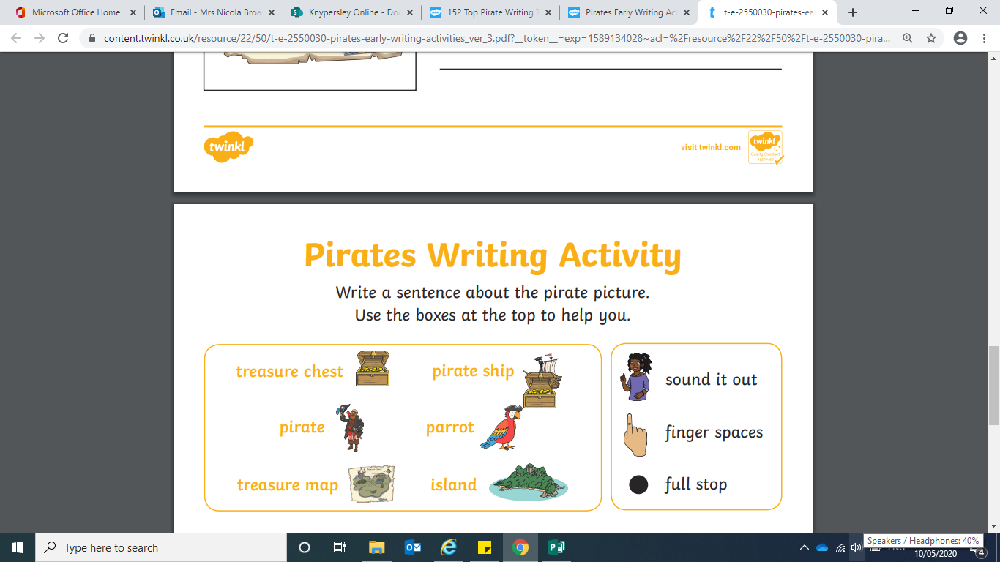 Microsoft Office Home
Email - Mrs Nicola Broa
Knypersley Online - Do
152 Top Pirate Writing
Pirates Early Writing Ac
t-e-2550030-pirates-ea
content.twinkl.co.uk/resource/22/50/t-e-2550030-pirates-early-writing-activities_ver_3.pdf?__token__=exp=1589134028~acl=%2Fresource%2F22%2F50%2Ft-e-2550030-pira...
twinkl
visit twinkl.com
twinkl
Quality Standard
Approved
Pirates Writing Activity
Write a sentence about the pirate picture.
Use the boxes at the top to help you.
treasure chest
pirate ship
pirate
parrot
treasure map
island
sound it out
finger spaces
full stop
Type here to search
Speakers / Headphones: 40%
ENG
10/05/2020
4